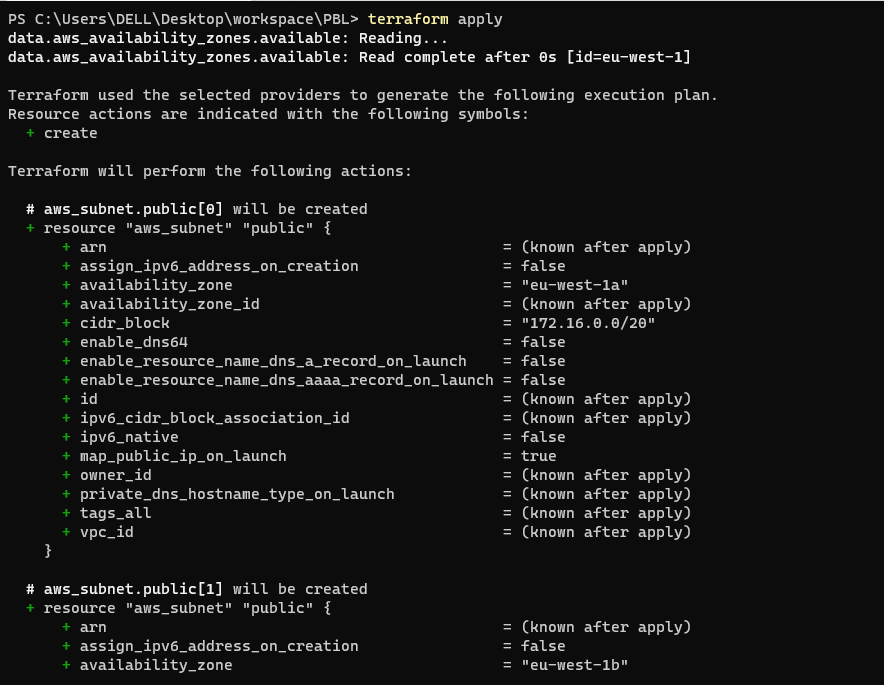 PS C:\Users\DELL\Desktop\workspace\PBL> terraform apply
data.aws_availability_zones.available: Reading...
data.aws_availability_zones.available: Read complete after 0s [id=eu-west-1]
Terraform used the selected providers to generate the following execution plan.
Resource actions are indicated with the following symbols:
+ create
Terraform will perform the following actions:
# aws_subnet.public[0] will be created
+ resource "aws_subnet" "public" {
+ arn = (known after apply)
+ assign_ipv6_address_on_creation = false
+ availability_zone = "eu-west-1a"
+ availability_zone_id = (known after apply)
+ cidr_block = "172.16.0.0/20"
+ enable_dns64 = false
+ enable_resource_name_dns_a_record_on_launch = false
+ enable_resource_name_dns_aaaa_record_on_launch = false
+ id = (known after apply)
+ ipv6_cidr_block_association_id = (known after apply)
+ ipv6_native = false
+ map_public_ip_on_launch = true
+ owner_id = (known after apply)
+ private_dns_hostname_type_on_launch = (known after apply)
+ tags_all = (known after apply)
+ vpc_id = (known after apply)
}
# aws_subnet.public[1] will be created
+ resource "aws_subnet" "public" {
+ arn = (known after apply)
+ assign_ipv6_address_on_creation = false
+ availability_zone = "eu-west-1b"